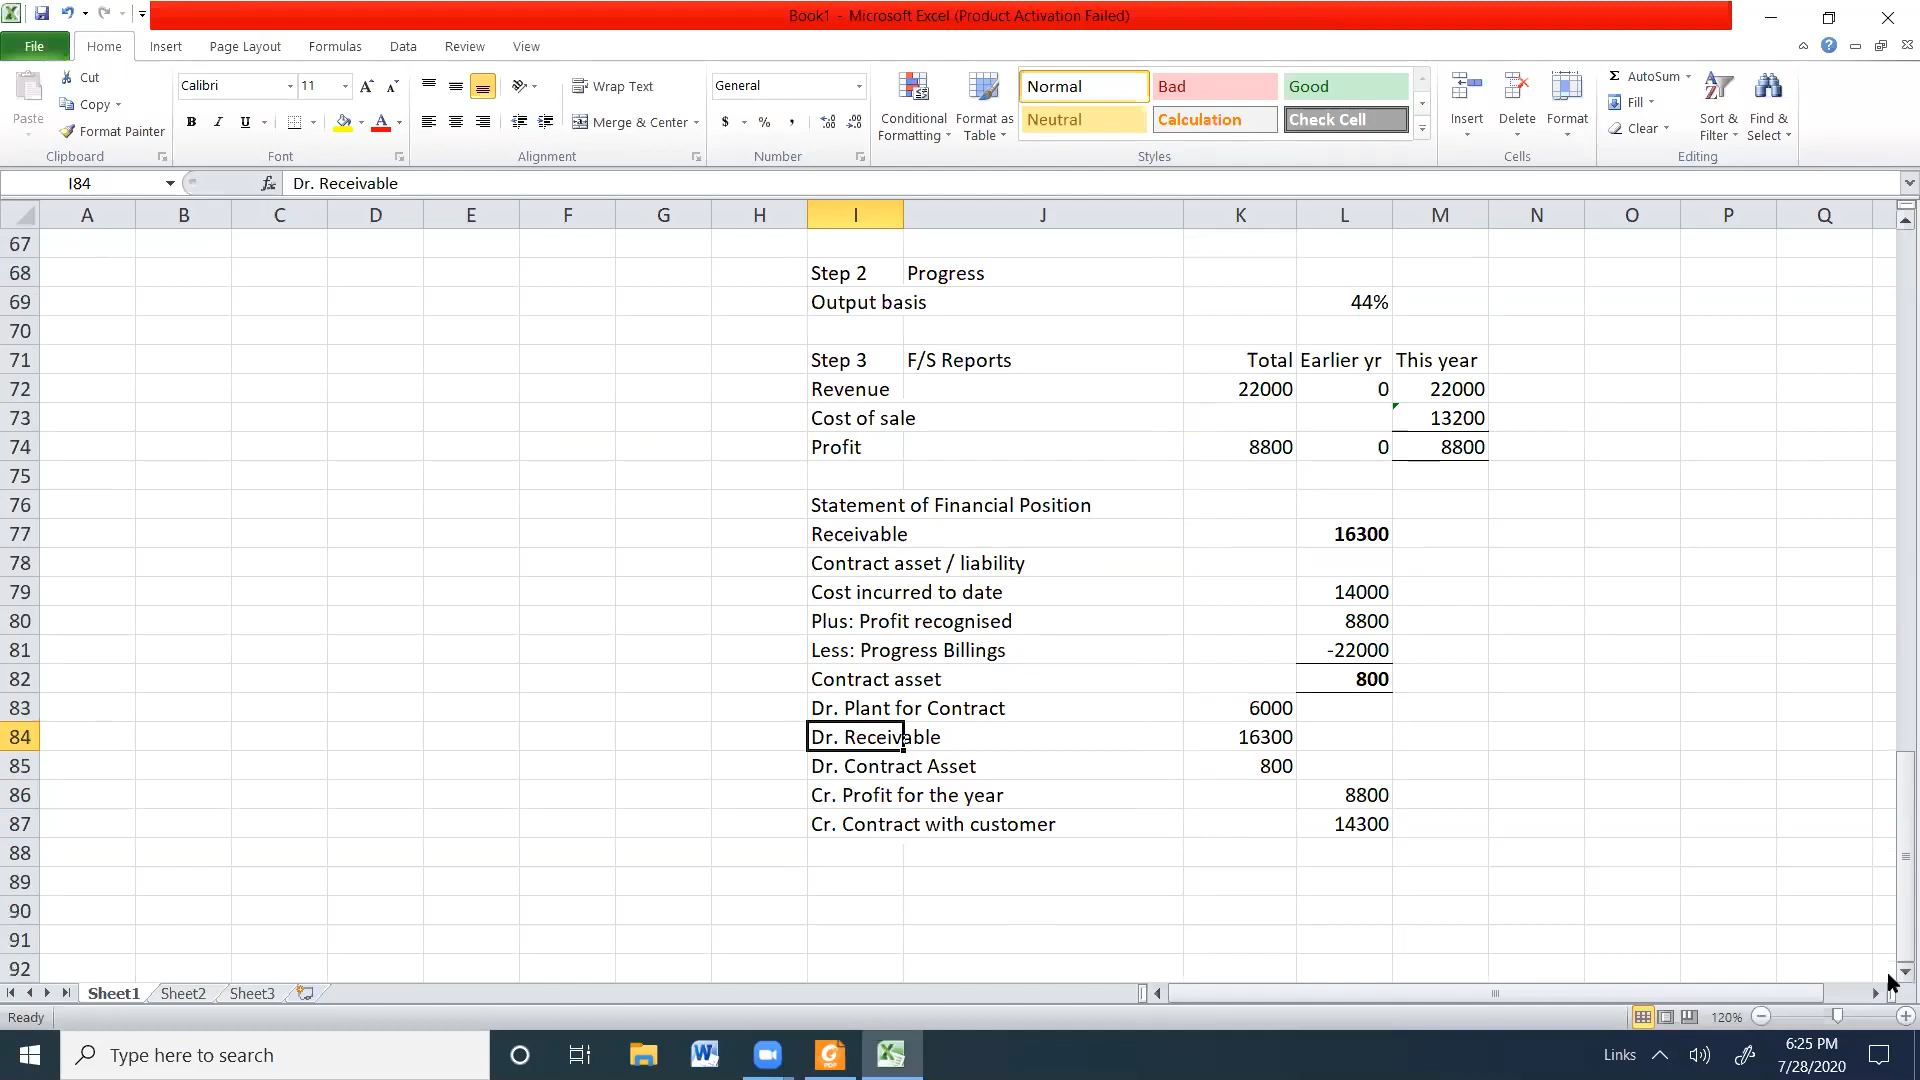 Book1 - Microsoft Excel (Product Activation Failed)
File Home Insert Page Layout Formulas Data Review View
Paste Cut Copy Format Painter Clipboard
Calibri 11 A A B I U A Font
Wrap Text Merge & Center Alignment
General $ % , Number
Conditional Formatting Format as Table
Normal Bad Good
Neutral Calculation Check Cell
Styles
Insert Delete Format Cells
Σ AutoSum Fill Clear Sort & Filter Find & Select Editing
I84 fx Dr. Receivable
A B C D E F G H I J K L M N O P Q
67
68 Step 2 Progress
69 Output basis 44%
70
71 Step 3 F/S Reports Total Earlier yr This year
72 Revenue 22000 0 22000
73 Cost of sale 13200
74 Profit 8800 0 8800
75
76 Statement of Financial Position
77 Receivable 16300
78 Contract asset / liability
79 Cost incurred to date 14000
80 Plus: Profit recognised 8800
81 Less: Progress Billings -22000
82 Contract asset 800
83 Dr. Plant for Contract 6000
84 Dr. Receivable 16300
85 Dr. Contract Asset 800
86 Cr. Profit for the year 8800
87 Cr. Contract with customer 14300
88
89
90
91
92
Sheet1 Sheet2 Sheet3
Ready 120%
Type here to search Links 6:25 PM
7/28/2020